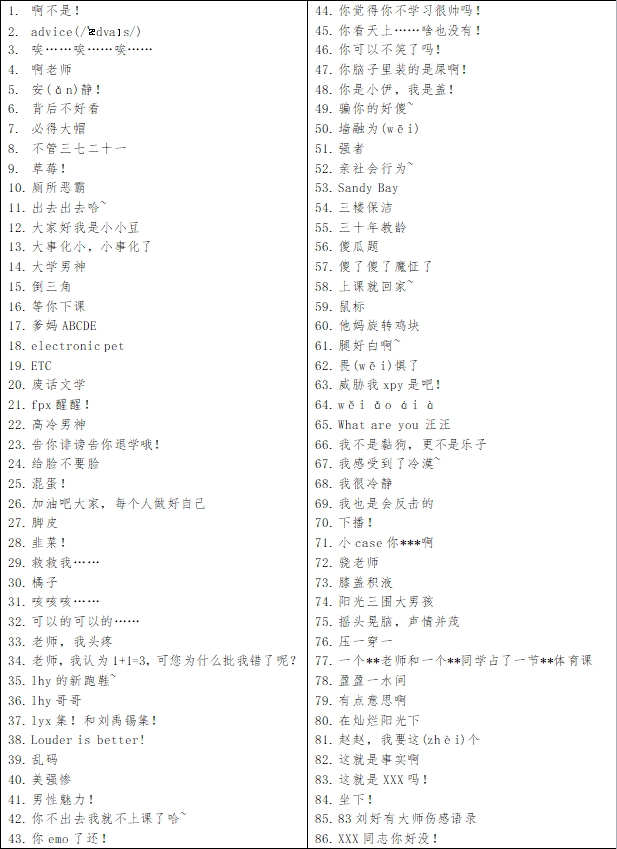 1. 啊不是!
2. advice(/ˈædvaɪs/)
3. 唉……唉……唉……
4. 啊老师
5. 安(ǎn)静!
6. 背后不好看
7. 必得大帽
8. 不管三七二十一
9. 草莓!
10. 厕所恶霸
11. 出去出去哈~
12. 大家好我是小小豆
13. 大事化小,小事化了
14. 大学男神
15. 倒三角
16. 等你下课
17. 爹妈 ABCDE
18. electronic pet
19. ETC
20. 废话文学
21. fpx 醒醒!
22. 高冷男神
23. 告你诽谤告你退学哦!
24. 给脸不要脸
25. 混蛋!
26. 加油吧大家,每个人做好自己
27. 脚皮
28. 韭菜!
29. 救救我……
30. 橘子
31. 咳咳咳……
32. 可以的可以的……
33. 老师,我头疼
34. 老师,我认为 1+1=3,可您为什么批我错了呢?
35. lhy 的新跑鞋~
36. lhy 哥哥
37. lyx 集! 和刘禹锡集!
38. Louder is better!
39. 乱码
40. 美强惨
41. 男性魅力!
42. 你不出去我就不上课了哈~
43. 你 emo 了还!
44. 你觉得你不学习很帅吗!
45. 你看天上……啥也没有!
46. 你可以不笑了吗!
47. 你脑子里装的是屎啊!
48. 你是小伊,我是盖!
49. 骗你的好傻~
50. 墙融为(wēi)
51. 强者
52. 亲社会行为~
53. Sandy Bay
54. 三楼保洁
55. 三十年教龄
56. 傻瓜题
57. 傻了傻了魔怔了
58. 上课就回家~
59. 鼠标
60. 他妈旋转鸡块
61. 腿好白啊~
62. 畏(wēi)惧了
63. 威胁我 xpy 是吧!
64. wēi ǎo ái à
65. What are you 汪汪
66. 我不是黏狗,更不是乐子
67. 我感受到了冷漠~
68. 我很冷静
69. 我也是会反击的
70. 下播!
71. 小 case 你***啊
72. 骁老师
73. 膝盖积液
74. 阳光三围大男孩
75. 摇头晃脑,声情并茂
76. 压一穿一
77. 一个**老师和一个**同学占了一节**体育课
78. 盈盈一水间
79. 有点意思啊
80. 在灿烂阳光下
81. 赵赵,我要这(zhèi)个
82. 这就是事实啊
83. 这就是 XXX 吗!
84. 坐下!
85. 83 刘好有大师伤感语录
86. XXX 同志你好没!